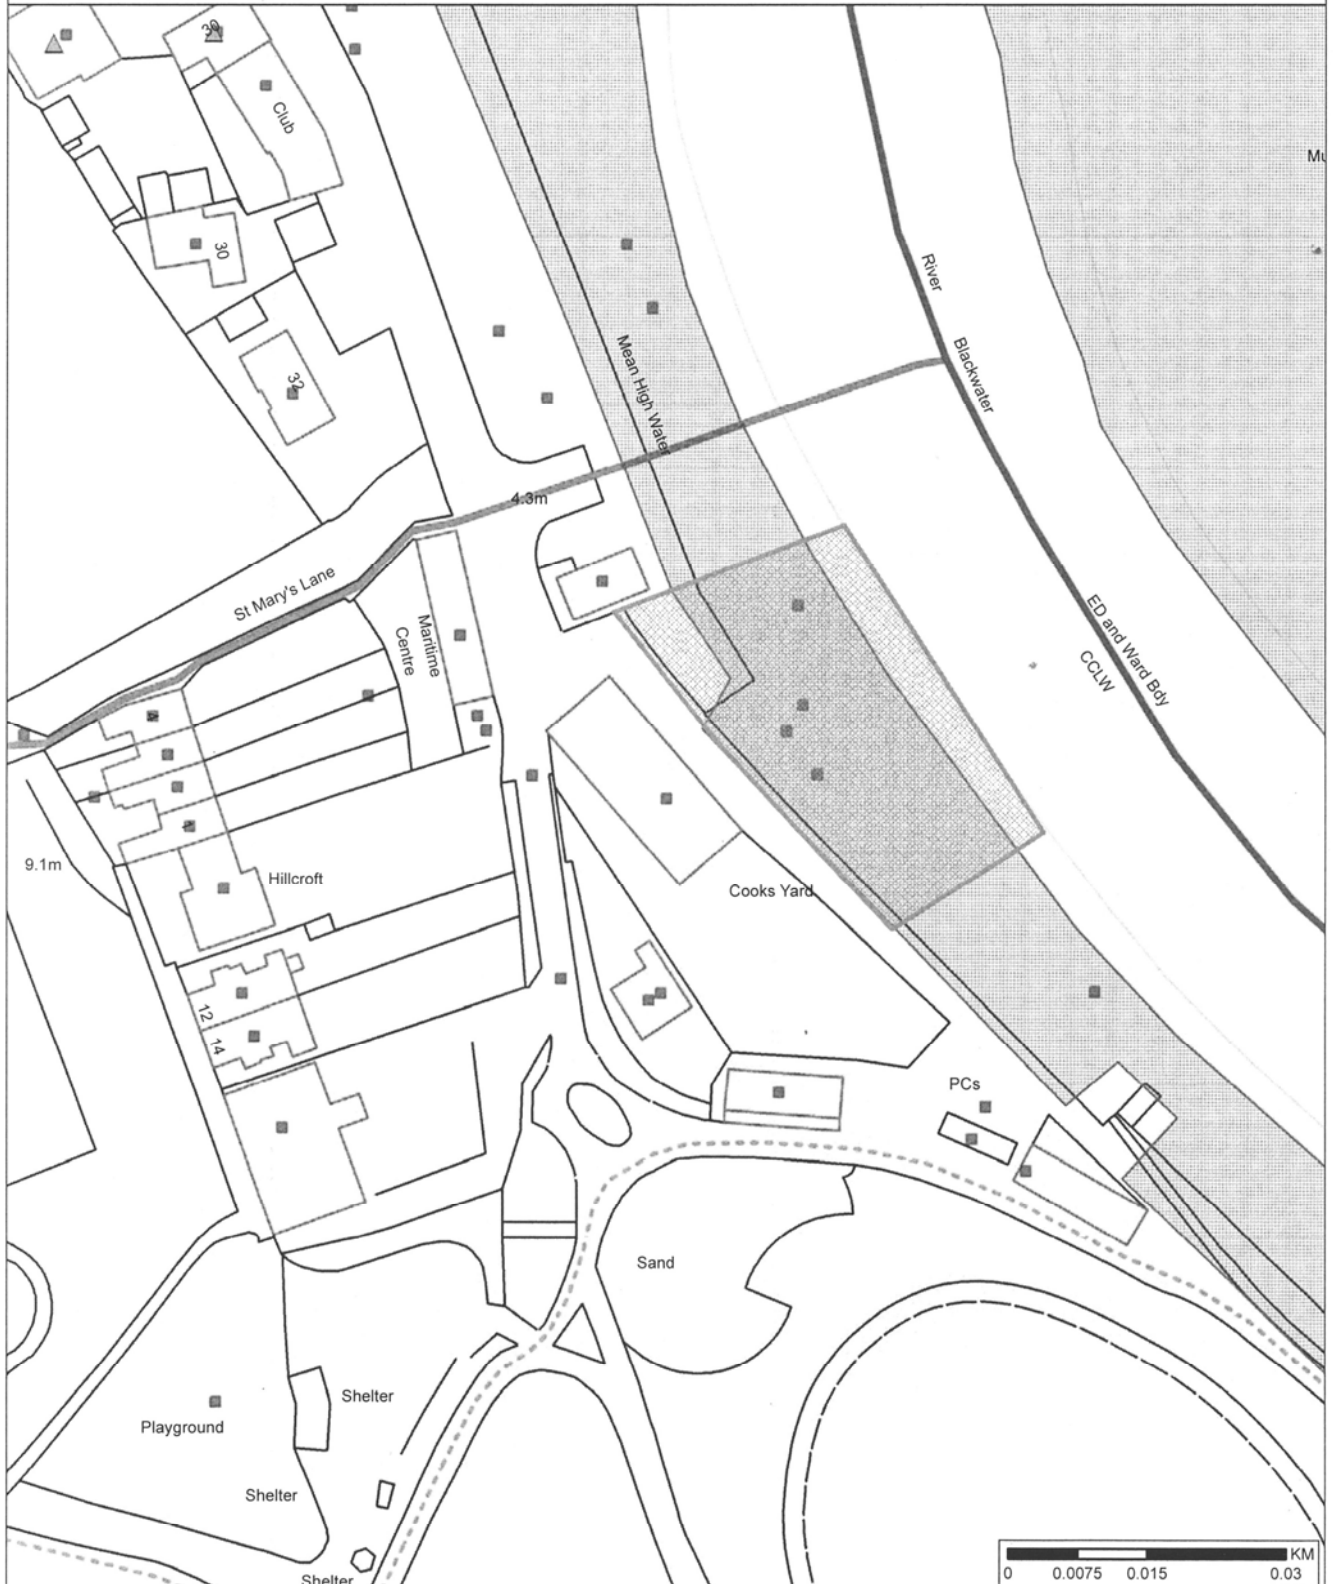 39
Club
30
32
River
Blackwater
Mean High Water
4.3m
St Mary's Lane
Maritime
Centre
ED and Ward Bdy
CCLW
9.1m
Hillcroft
Cooks Yard
12
14
PCs
Sand
Shelter
Playground
Shelter
Shelter
KM
0 0.0075 0.015 0.03